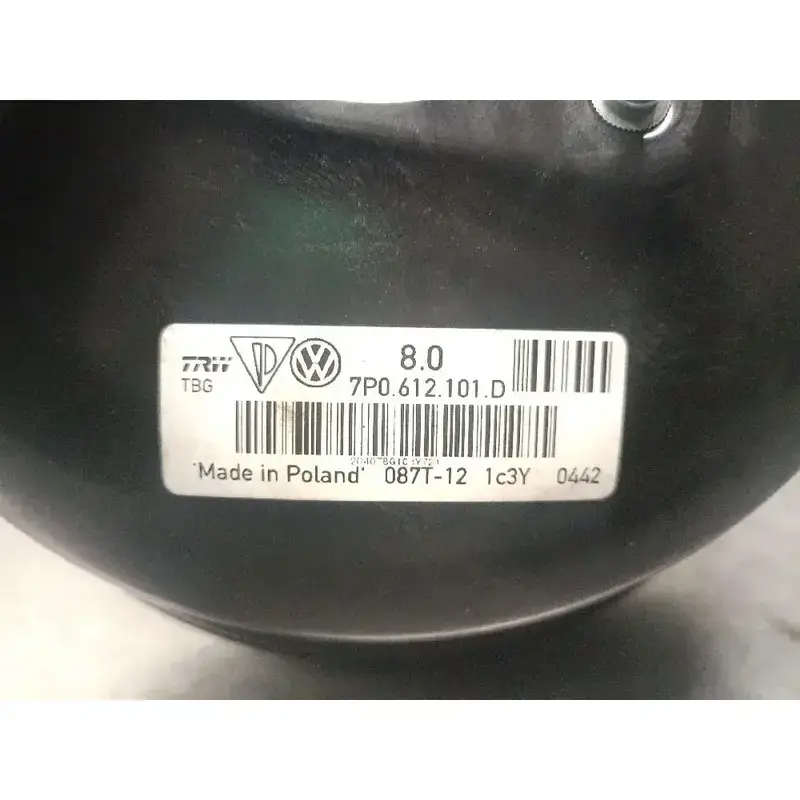 TRW
TBG
8.0
7P0.612.101.D
'Made in Poland' 087T-12 1c3Y 0442